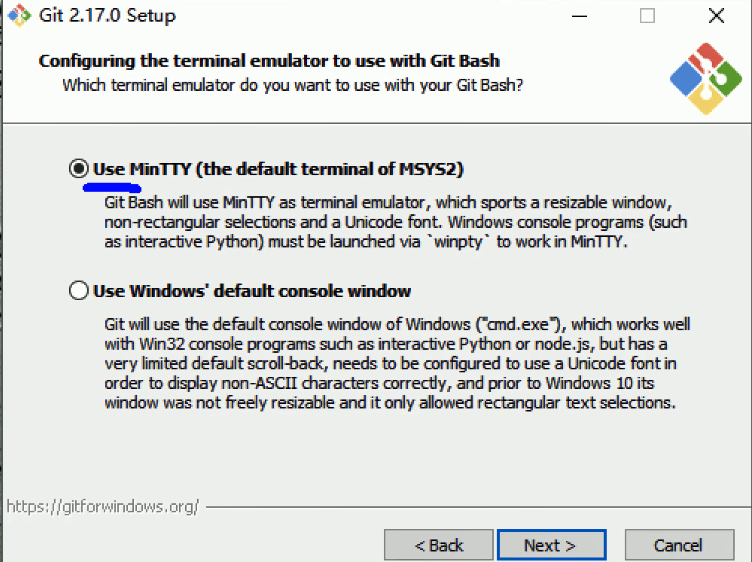 Git 2.17.0 Setup
Configuring the terminal emulator to use with Git Bash
Which terminal emulator do you want to use with your Git Bash?
Use MinTTY (the default terminal of MSYS2)
Git Bash will use MinTTY as terminal emulator, which sports a resizable window,
non-rectangular selections and a Unicode font. Windows console programs (such
as interactive Python) must be launched via `winpty` to work in MinTTY.
Use Windows' default console window
Git will use the default console window of Windows ("cmd.exe"), which works well
with Win32 console programs such as interactive Python or node.js, but has a
very limited default scroll-back, needs to be configured to use a Unicode font in
order to display non-ASCII characters correctly, and prior to Windows 10 its
window was not freely resizable and it only allowed rectangular text selections.
https://gitforwindows.org/
< Back
Next >
Cancel